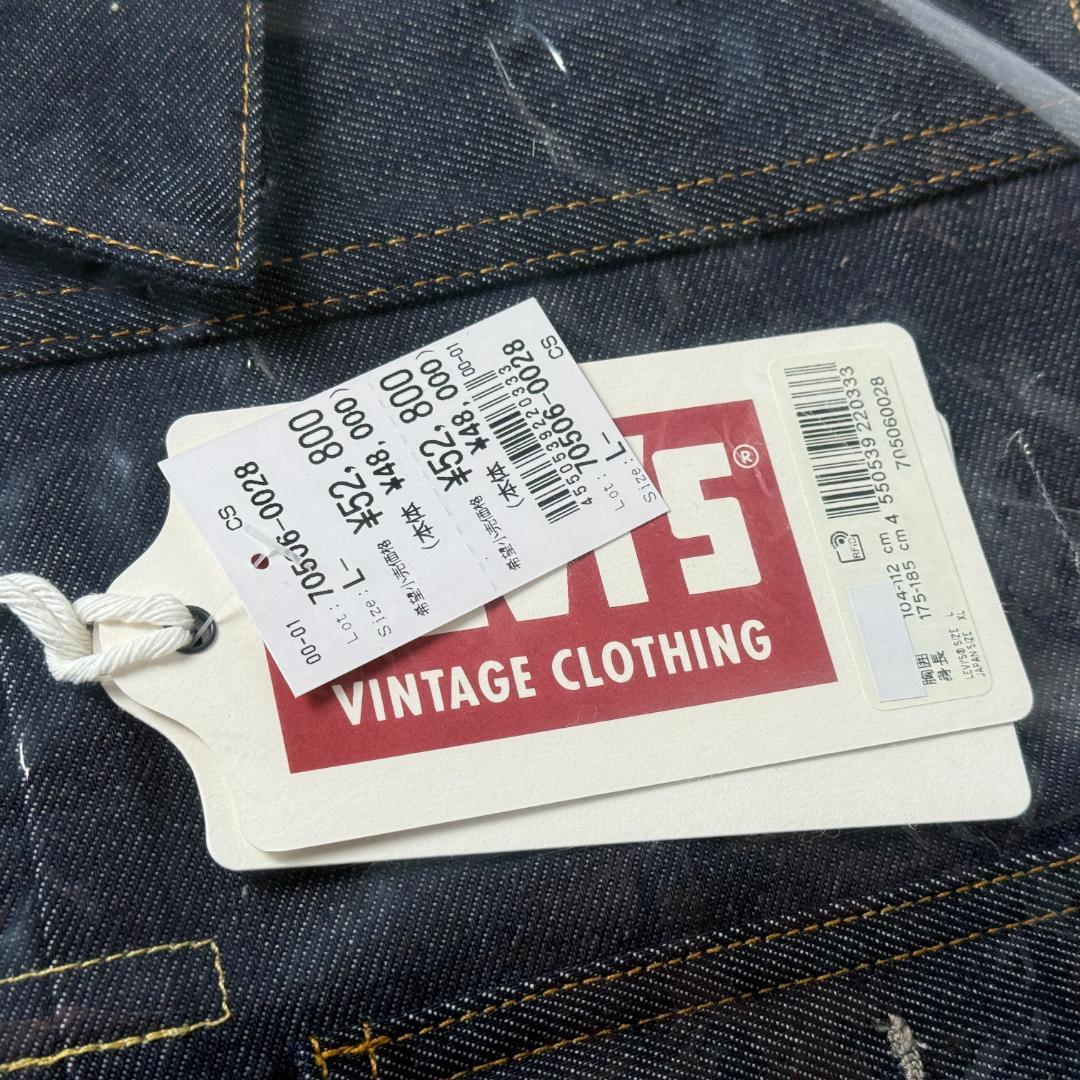 CS
00-01
Lot: 70506-0028
Size: L-
希望小売価格 ¥52,800
(本体 ¥48,000)
希望小売価格 ¥52,800
(本体 ¥48,000)
00-01
4550539220333
Lot: 70506-0028
Size: L-
CS
VINTAGE CLOTHING
®
4 550539 220333
705060028
RFID
胸囲 104-112 cm
身長 175-185 cm
LEVI'S® SIZE L
JAPAN SIZE XL